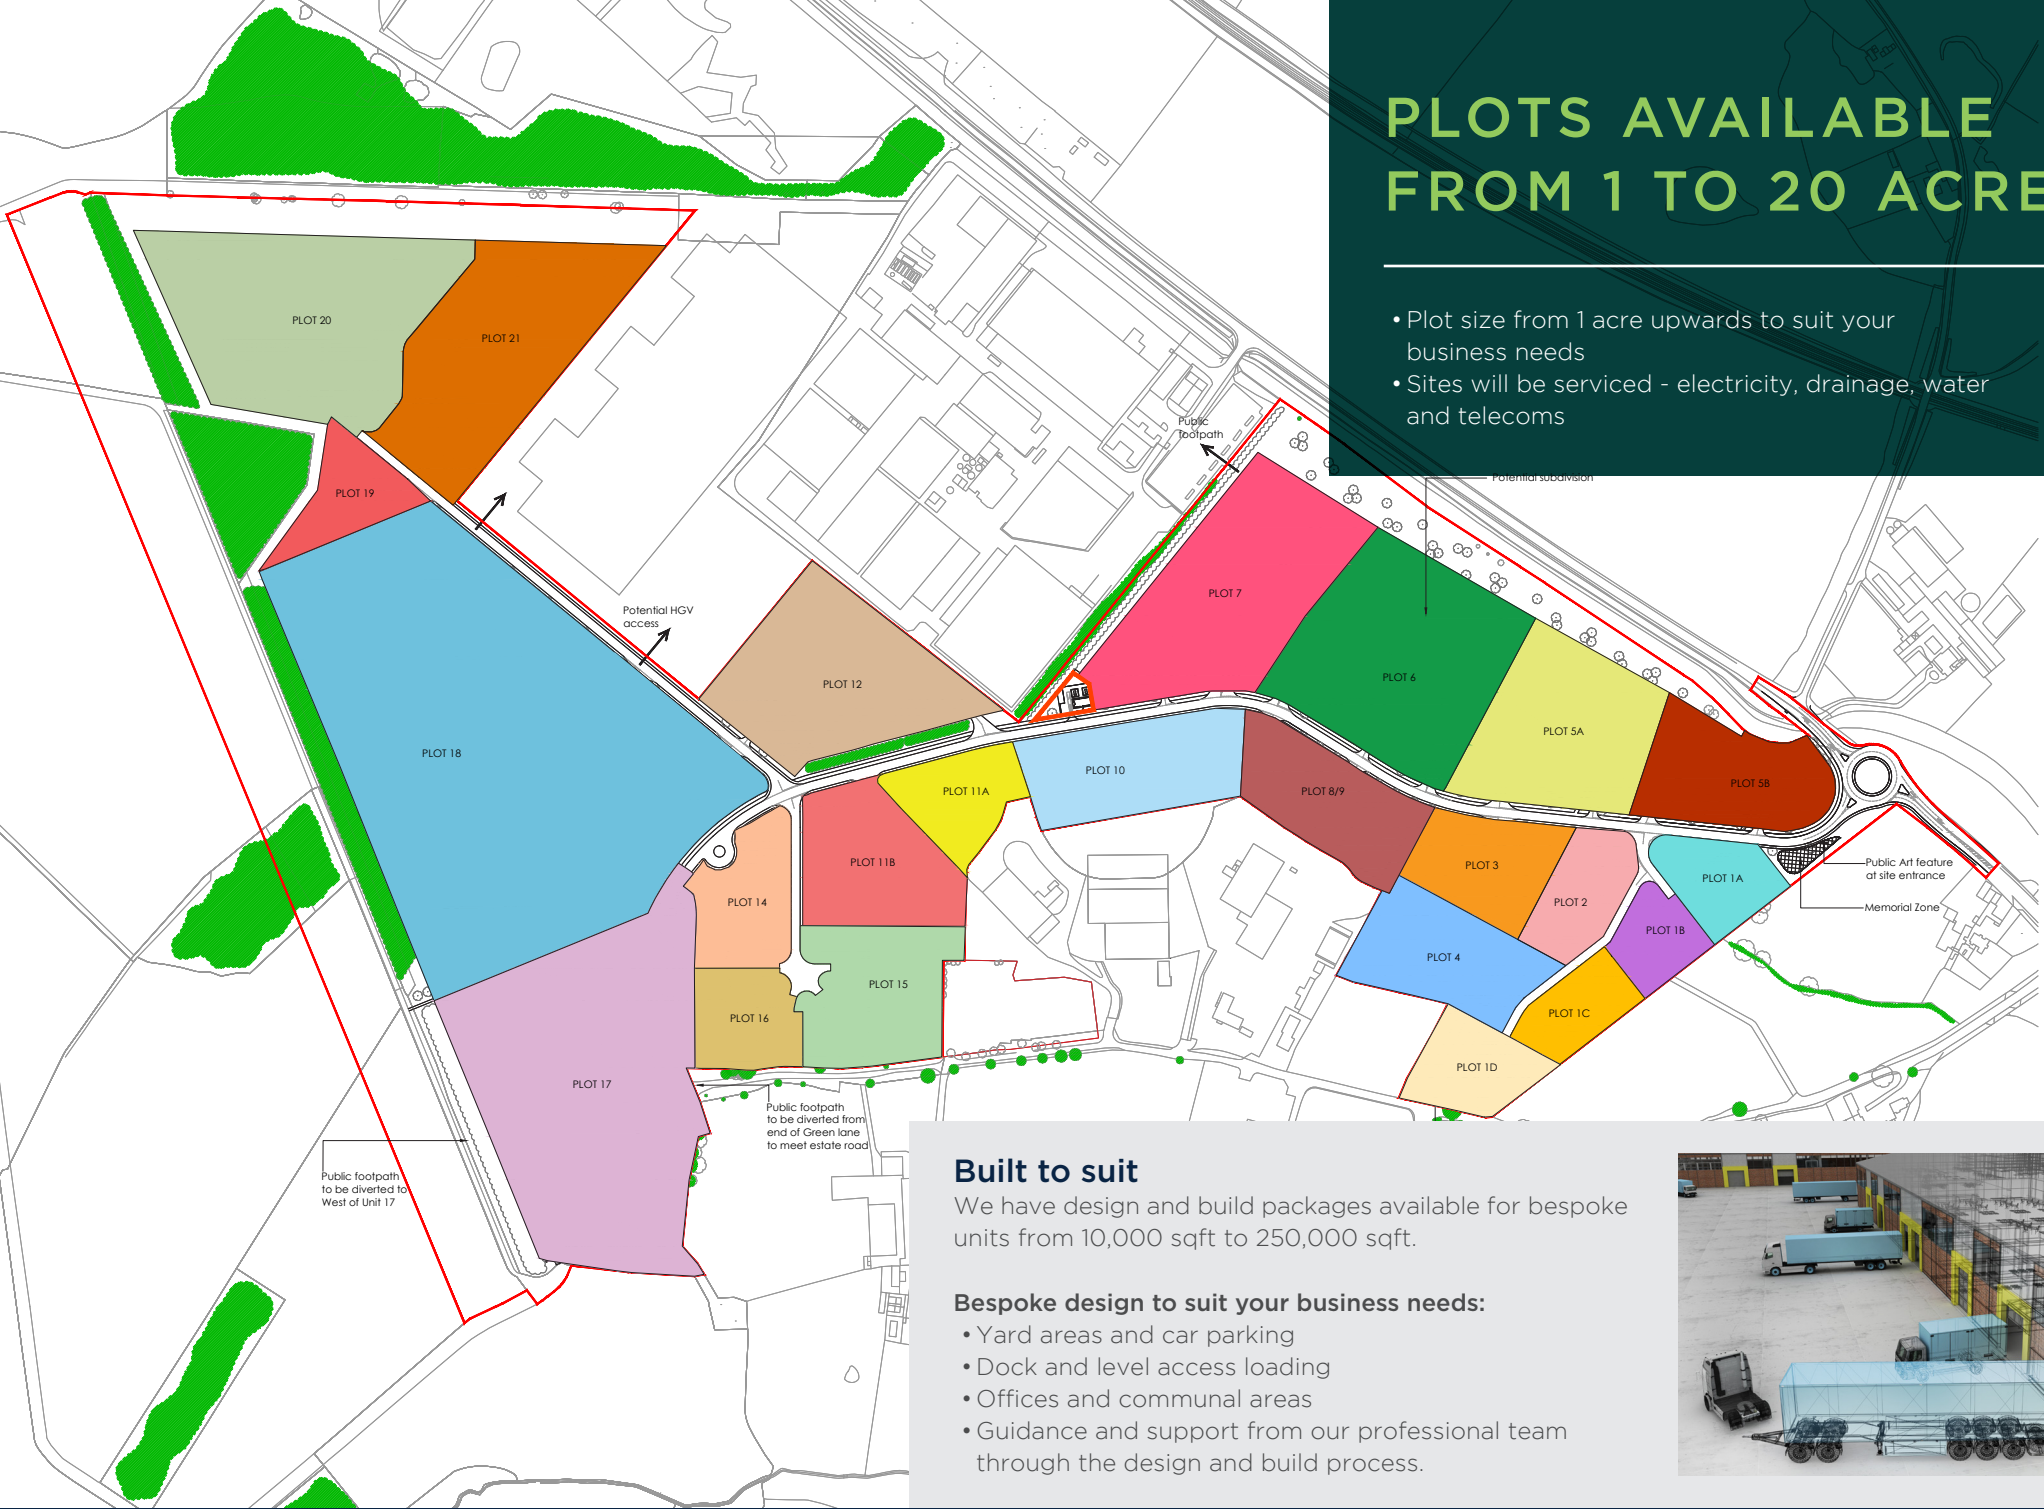 PLOTS AVAILABLE
FROM 1 TO 20 ACRE
• Plot size from 1 acre upwards to suit your
business needs
• Sites will be serviced - electricity, drainage, water
and telecoms
Potential subdivision
Public
footpath
PLOT 20
PLOT 21
PLOT 19
PLOT 7
Potential HGV
access
PLOT 12
PLOT 6
PLOT 5A
PLOT 18
PLOT 10
PLOT 5B
PLOT 11A
PLOT 8/9
PLOT 11B
PLOT 3
Public Art feature
at site entrance
PLOT 1A
PLOT 14
PLOT 2
Memorial Zone
PLOT 1B
PLOT 4
PLOT 15
PLOT 16
PLOT 1C
PLOT 1D
PLOT 17
Public footpath
to be diverted from
end of Green lane
to meet estate road
Public footpath
to be diverted to
West of Unit 17
Built to suit
We have design and build packages available for bespoke
units from 10,000 sqft to 250,000 sqft.
Bespoke design to suit your business needs:
• Yard areas and car parking
• Dock and level access loading
• Offices and communal areas
• Guidance and support from our professional team
through the design and build process.